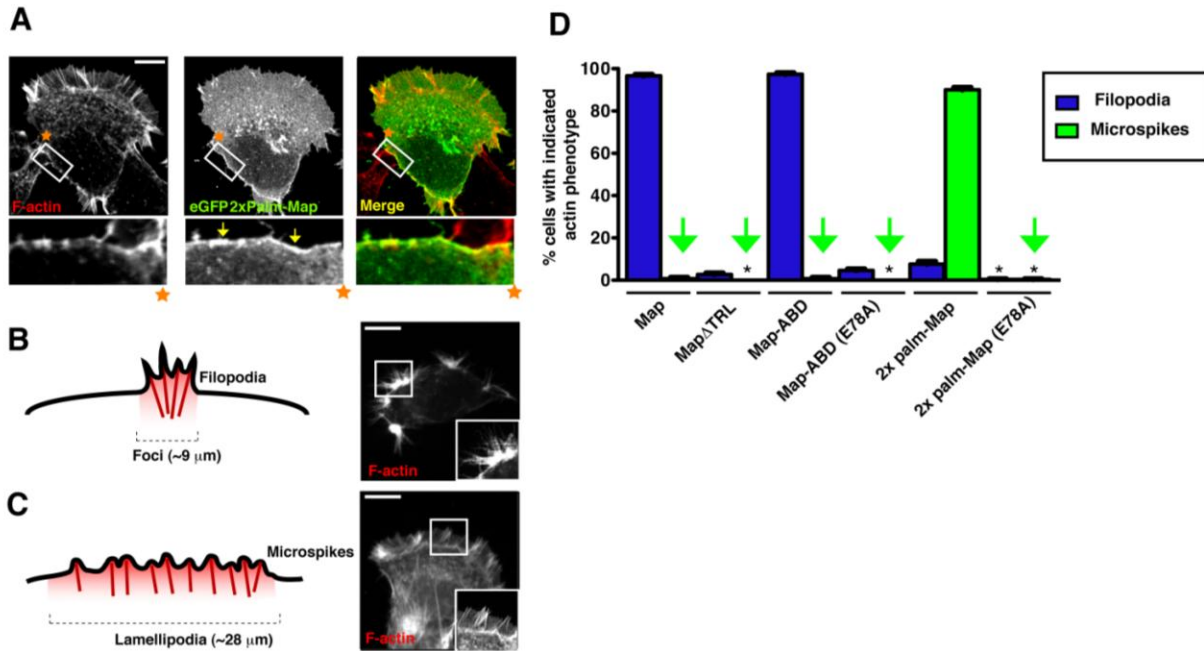 A
F-actin
eGFP2xPalm-Map
Merge
B
Filopodia
Foci (~9 μm)
F-actin
C
Microspikes
Lamellipodia (~28 μm)
F-actin
D
% cells with indicated
actin phenotype
100
80
60
40
20
0
* * * *
Map
MapΔTRL
Map-ABD
Map-ABD (E78A)
2x palm-Map
2x palm-Map (E78A)
Filopodia
Microspikes